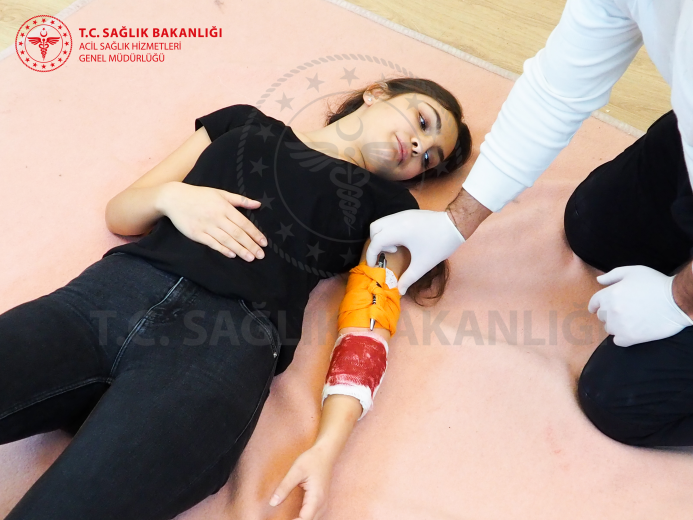 T.C. SAĞLIK BAKANLIĞI
ACİL SAĞLIK HİZMETLERİ
GENEL MÜDÜRLÜĞÜ
T.C. SAĞLIK BAKANLIĞI